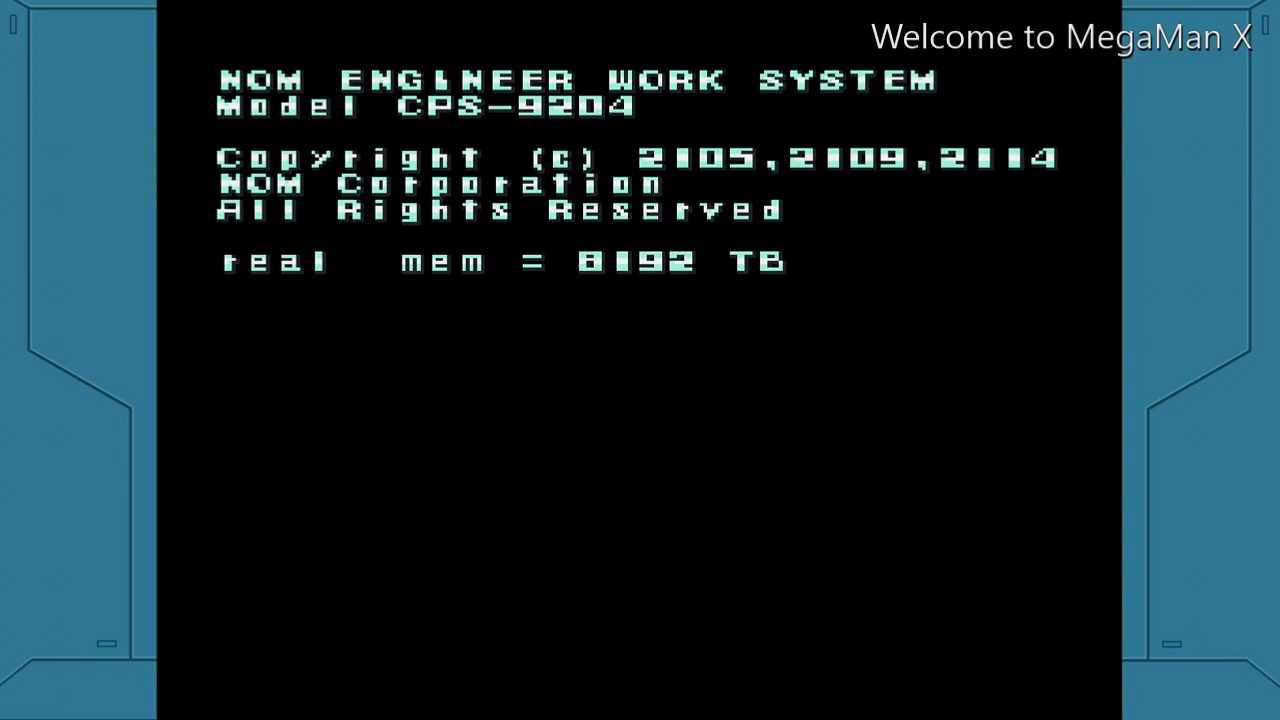 Welcome to MegaMan X
NOM ENGINEER WORK SYSTEM
Model CPS-9204
Copyright (c) 2105,2109,2114
NOM Corporation
All Rights Reserved
real mem = 8192 TB